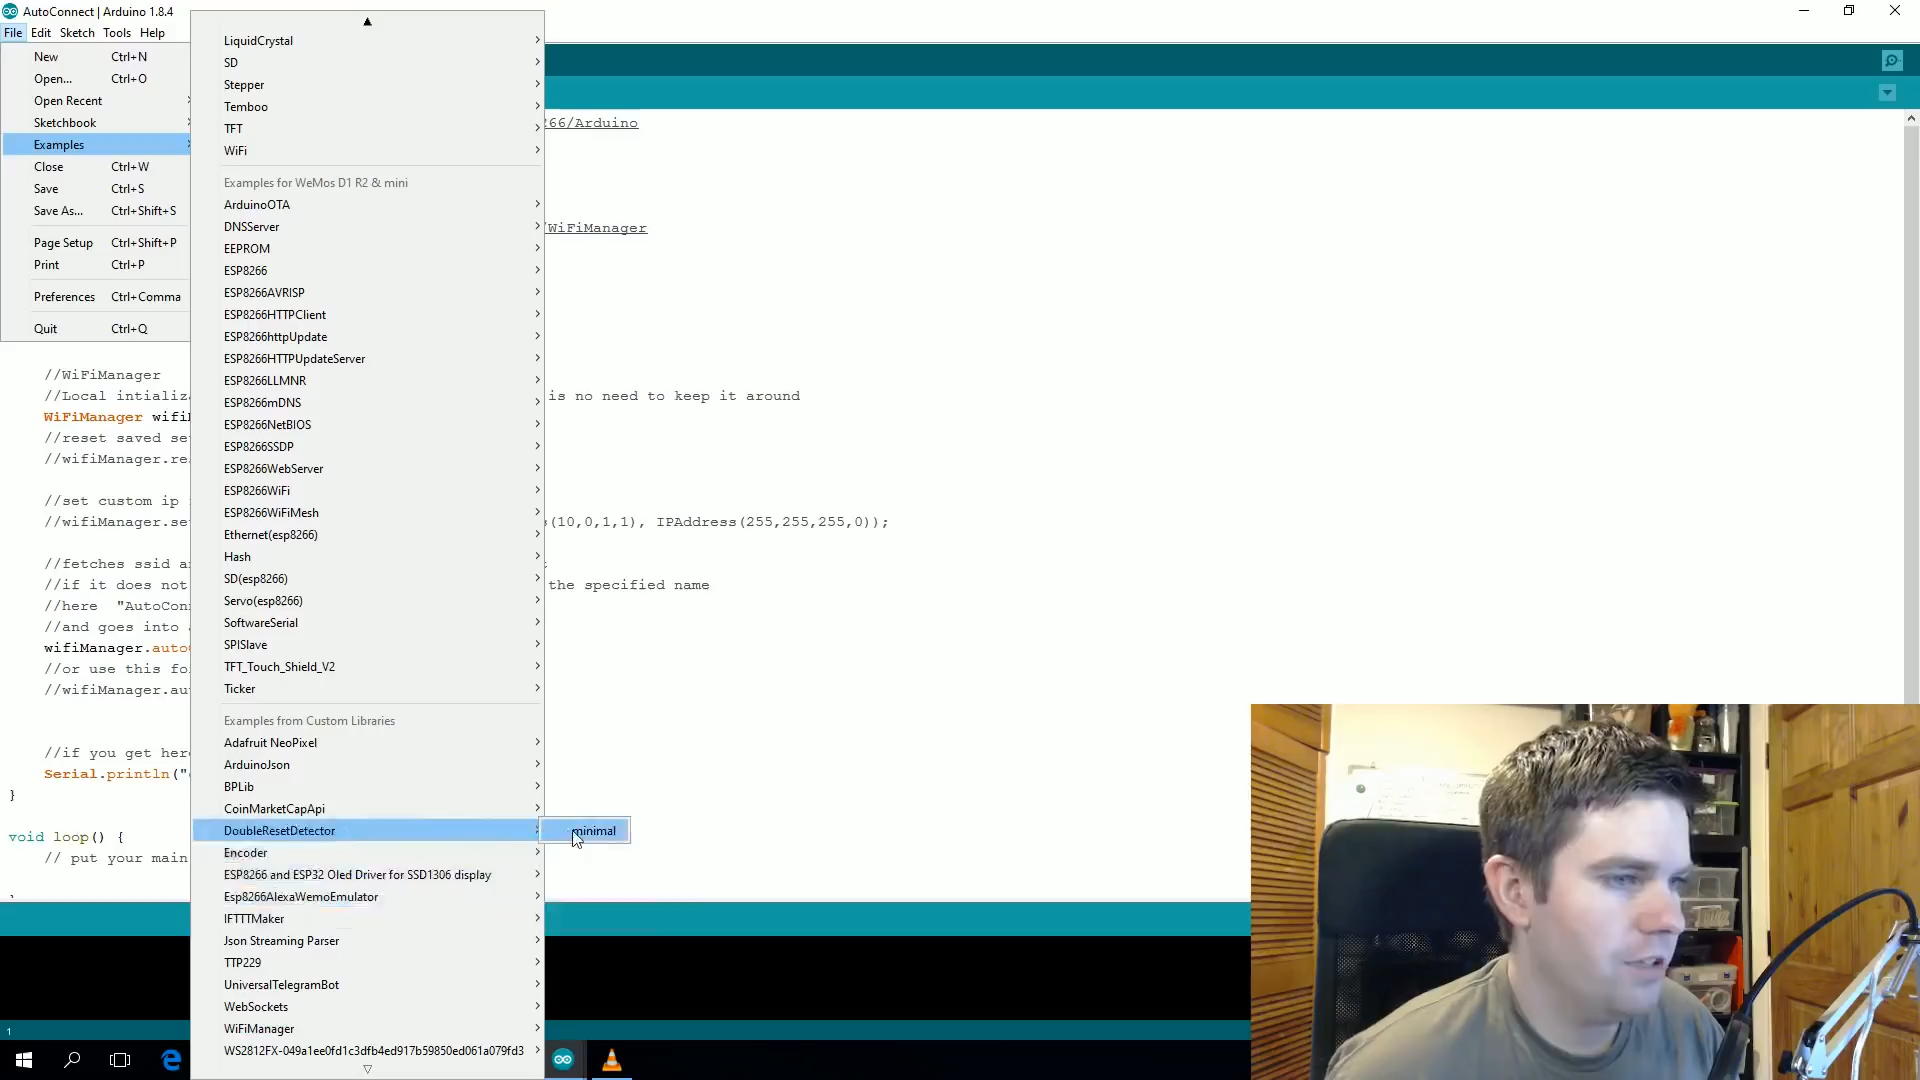 AutoConnect | Arduino 1.8.4
File Edit Sketch Tools Help
New Ctrl+N
Open... Ctrl+O
Open Recent
Sketchbook
Examples
Close Ctrl+W
Save Ctrl+S
Save As... Ctrl+Shift+S
Page Setup Ctrl+Shift+P
Print Ctrl+P
Preferences Ctrl+Comma
Quit Ctrl+Q
LiquidCrystal
SD
Stepper
Temboo
TFT
WiFi
Examples for WeMos D1 R2 & mini
ArduinoOTA
DNSServer
EEPROM
ESP8266
ESP8266AVRISP
ESP8266HTTPClient
ESP8266httpUpdate
ESP8266HTTPUpdateServer
ESP8266LLMNR
ESP8266mDNS
ESP8266NetBIOS
ESP8266SSDP
ESP8266WebServer
ESP8266WiFi
ESP8266WiFiMesh
Ethernet(esp8266)
Hash
SD(esp8266)
Servo(esp8266)
SoftwareSerial
SPISlave
TFT_Touch_Shield_V2
Ticker
Examples from Custom Libraries
Adafruit NeoPixel
ArduinoJson
BPLib
CoinMarketCapApi
DoubleResetDetector
minimal
Encoder
ESP8266 and ESP32 Oled Driver for SSD1306 display
Esp8266AlexaWemoEmulator
IFTTTMaker
Json Streaming Parser
TTP229
UniversalTelegramBot
WebSockets
WiFiManager
WS2812FX-049a1ee0fd1c3dfb4ed917b59850ed061a079fd3
66/Arduino
/WiFiManager
//WiFiManager
//Local intializ is no need to keep it around
WiFiManager wifi
//reset saved se
//wifiManager.re
//set custom ip
//wifiManager.se (10,0,1,1), IPAddress(255,255,255,0));
//fetches ssid a
//if it does not the specified name
//here "AutoCon
//and goes into
wifiManager.auto
//or use this fo
//wifiManager.au
//if you get her
Serial.println("
}
void loop() {
// put your main
1